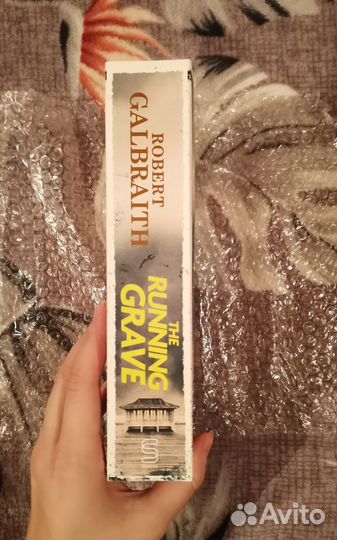 ROBERT
GALBRAITH
THE
RUNNING
GRAVE
S
Avito